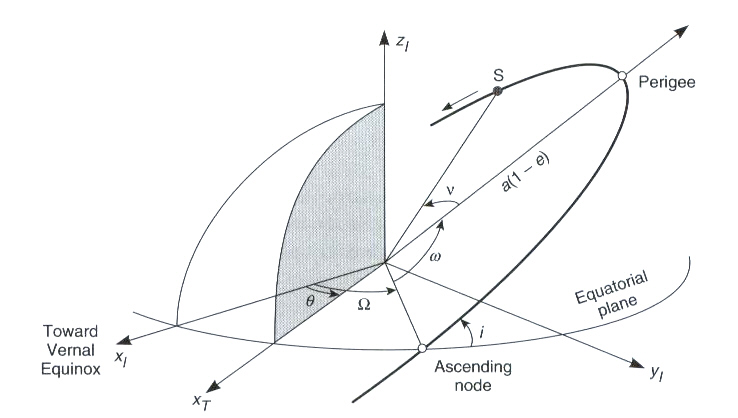 z_I
S
Perigee
ν
a(1 – e)
ω
θ
Ω
Equatorial
plane
i
Toward
Vernal
Equinox
x_I
Ascending
node
y_I
x_T